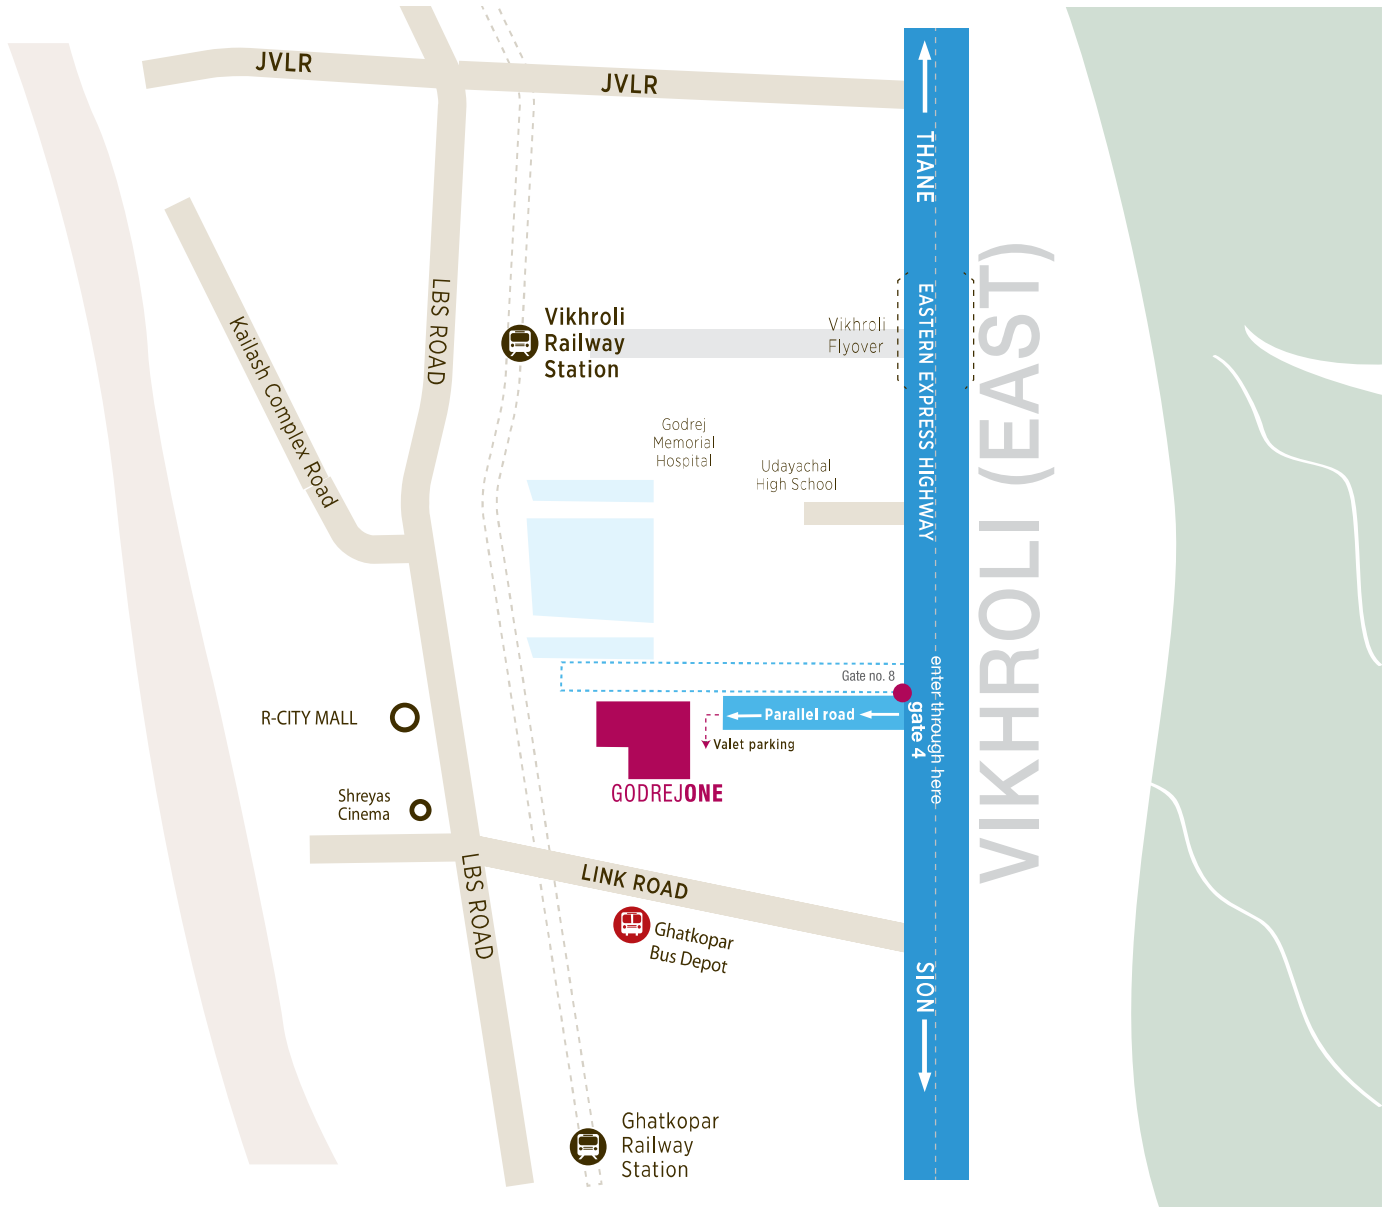 JVLR
JVLR
THANE
LBS ROAD
Kailash Complex Road
Vikhroli
Railway
Station
Vikhroli
Flyover
EASTERN EXPRESS HIGHWAY
VIKHROLI (EAST)
Godrej
Memorial
Hospital
Udayachal
High School
Gate no. 8
enter through here
gate 4
Parallel road
Valet parking
R-CITY MALL
GODREJONE
Shreyas
Cinema
LBS ROAD
LINK ROAD
Ghatkopar
Bus Depot
SION
Ghatkopar
Railway
Station